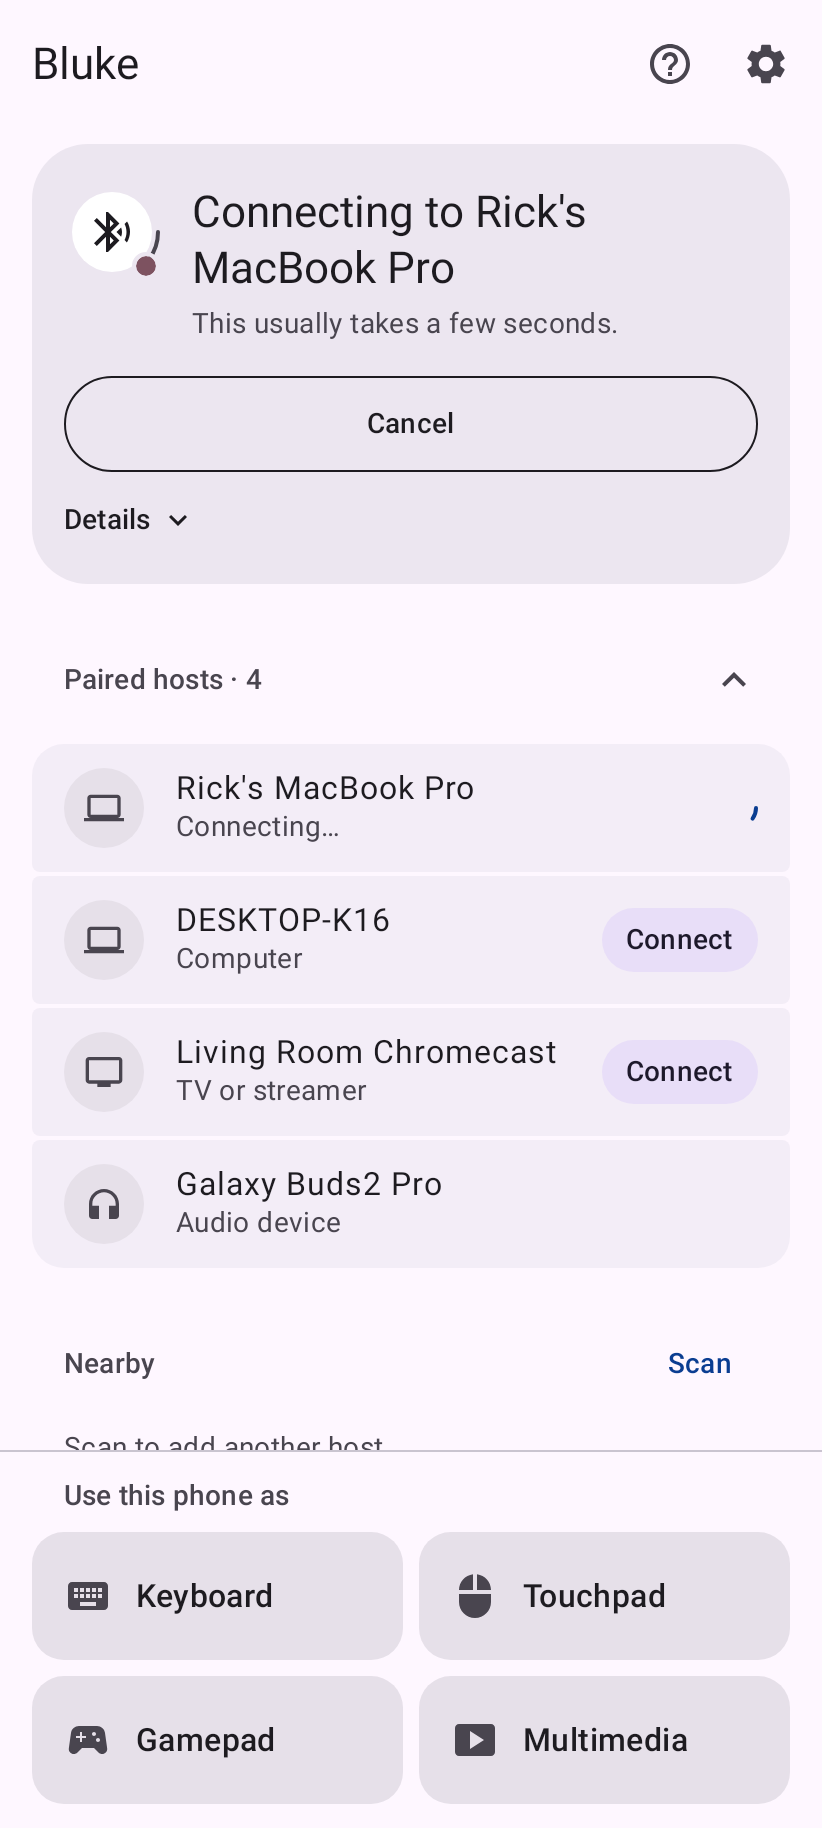 Bluke
Connecting to Rick's
MacBook Pro
This usually takes a few seconds.
Cancel
Details
Paired hosts · 4
Rick's MacBook Pro
Connecting…
DESKTOP-K16
Computer
Connect
Living Room Chromecast
TV or streamer
Connect
Galaxy Buds2 Pro
Audio device
Nearby
Scan
Scan to add another host
Use this phone as
Keyboard
Touchpad
Gamepad
Multimedia